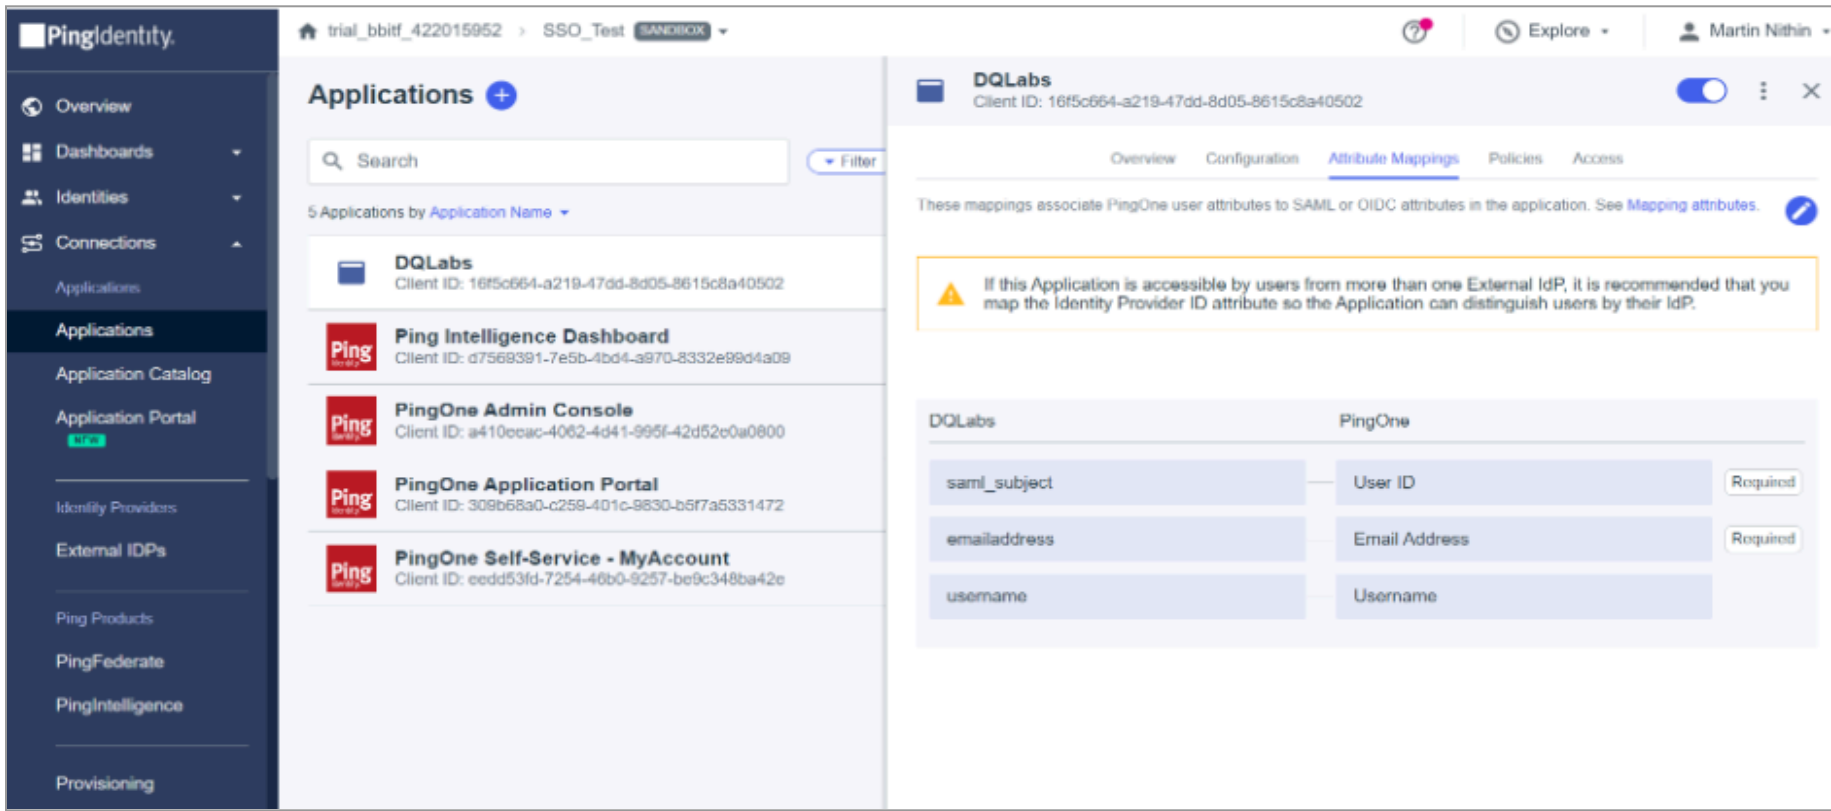 PingIdentity.
trial_bbitf_422015952 > SSO_Test SANDBOX
Explore
Martin Nithin
Overview
Dashboards
Identities
Connections
Applications
Applications
Application Catalog
Application Portal
NEW
Identity Providers
External IDPs
Ping Products
PingFederate
PingIntelligence
Provisioning
Applications
Search
Filter
5 Applications by Application Name
DQLabs
Client ID: 16f5c664-a219-47dd-8d05-8615c8a40502
Ping Intelligence Dashboard
Client ID: d7569391-7e5b-4bd4-a970-8332e99d4a09
PingOne Admin Console
Client ID: a410eeac-4062-4d41-995f-42d52e0a0800
PingOne Application Portal
Client ID: 309b68a0-c259-401c-9830-b5f7a5331472
PingOne Self-Service - MyAccount
Client ID: eedd53fd-7254-46b0-9257-be9c348ba42e
Ping
Ping
Ping
Ping
DQLabs
Client ID: 16f5c664-a219-47dd-8d05-8615c8a40502
Overview Configuration Attribute Mappings Policies Access
These mappings associate PingOne user attributes to SAML or OIDC attributes in the application. See Mapping attributes.
If this Application is accessible by users from more than one External IdP, it is recommended that you
map the Identity Provider ID attribute so the Application can distinguish users by their IdP.
DQLabs PingOne
saml_subject User ID Required
emailaddress Email Address Required
username Username